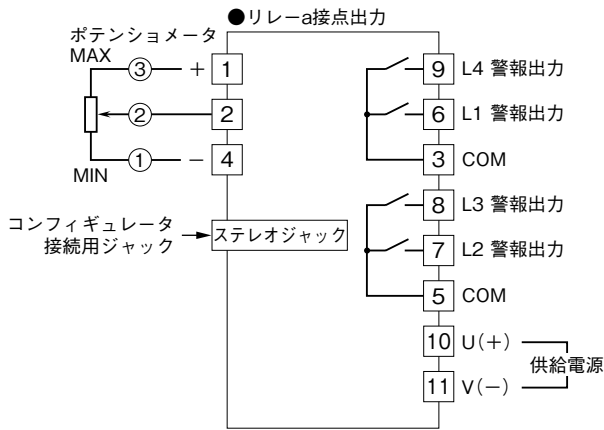 ●リレーa接点出力
ポテンショメータ
MAX
③ + 1
② 2
① − 4
MIN
コンフィギュレータ
接続用ジャック
ステレオジャック
9 L4 警報出力
6 L1 警報出力
3 COM
8 L3 警報出力
7 L2 警報出力
5 COM
10 U(+)
11 V(−)
供給電源